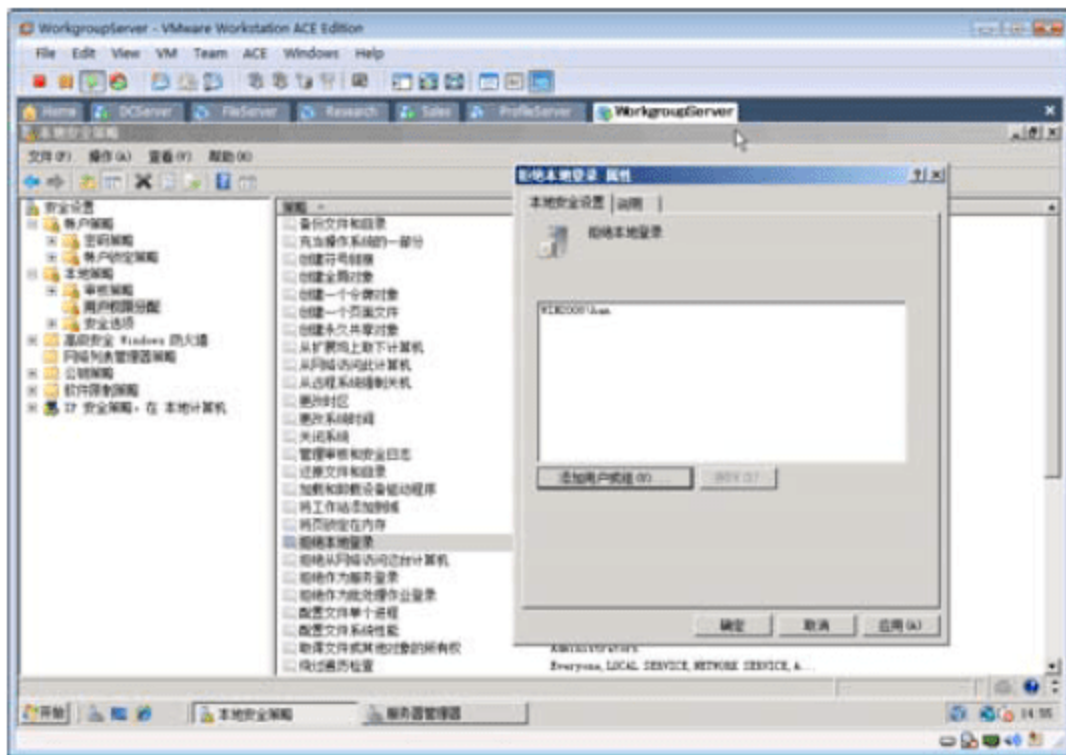 WorkgroupServer - VMware Workstation ACE Edition
File Edit View VM Team ACE Windows Help
Home DCServer FileServer Research Sales ProfileServer WorkgroupServer
本地安全策略
文件(F) 操作(A) 查看(V) 帮助(H)
安全设置
帐户策略
密码策略
帐户锁定策略
本地策略
审核策略
用户权限分配
安全选项
高级安全 Windows 防火墙
网络列表管理器策略
公钥策略
软件限制策略
IP 安全策略，在 本地计算机
策略
备份文件和目录
充当操作系统的一部分
创建符号链接
创建全局对象
创建一个令牌对象
创建一个页面文件
创建永久共享对象
从扩展坞上取下计算机
从网络访问此计算机
从远程系统强制关机
更改时区
更改系统时间
关闭系统
管理审核和安全日志
还原文件和目录
加载和卸载设备驱动程序
将工作站添加到域
将页锁定在内存
拒绝本地登录
拒绝从网络访问这台计算机
拒绝作为服务登录
拒绝作为批处理作业登录
配置文件单个进程
配置文件系统性能
取得文件或其他对象的所有权
绕过遍历检查
Administrators
Everyone, LOCAL SERVICE, NETWORK SERVICE, A...
拒绝本地登录 属性
本地安全设置 说明
拒绝本地登录
添加用户或组(U)...
删除(R)
确定 取消 应用(A)
开始 本地安全策略 服务器管理器 14:55